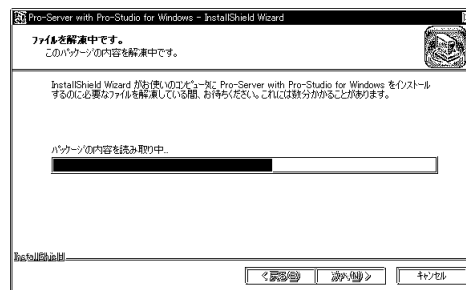 Pro-Server with Pro-Studio for Windows - InstallShield Wizard
ファイルを解凍中です。
このパッケージの内容を解凍中です。
InstallShield Wizard がお使いのコンピュータに Pro-Server with Pro-Studio for Windows をインストール
するのに必要なファイルを解凍している間、お待ちください。これには数分かかることがあります。
パッケージの内容を読み取り中...
InstallShield
< 戻る(B) 次へ(N) > キャンセル